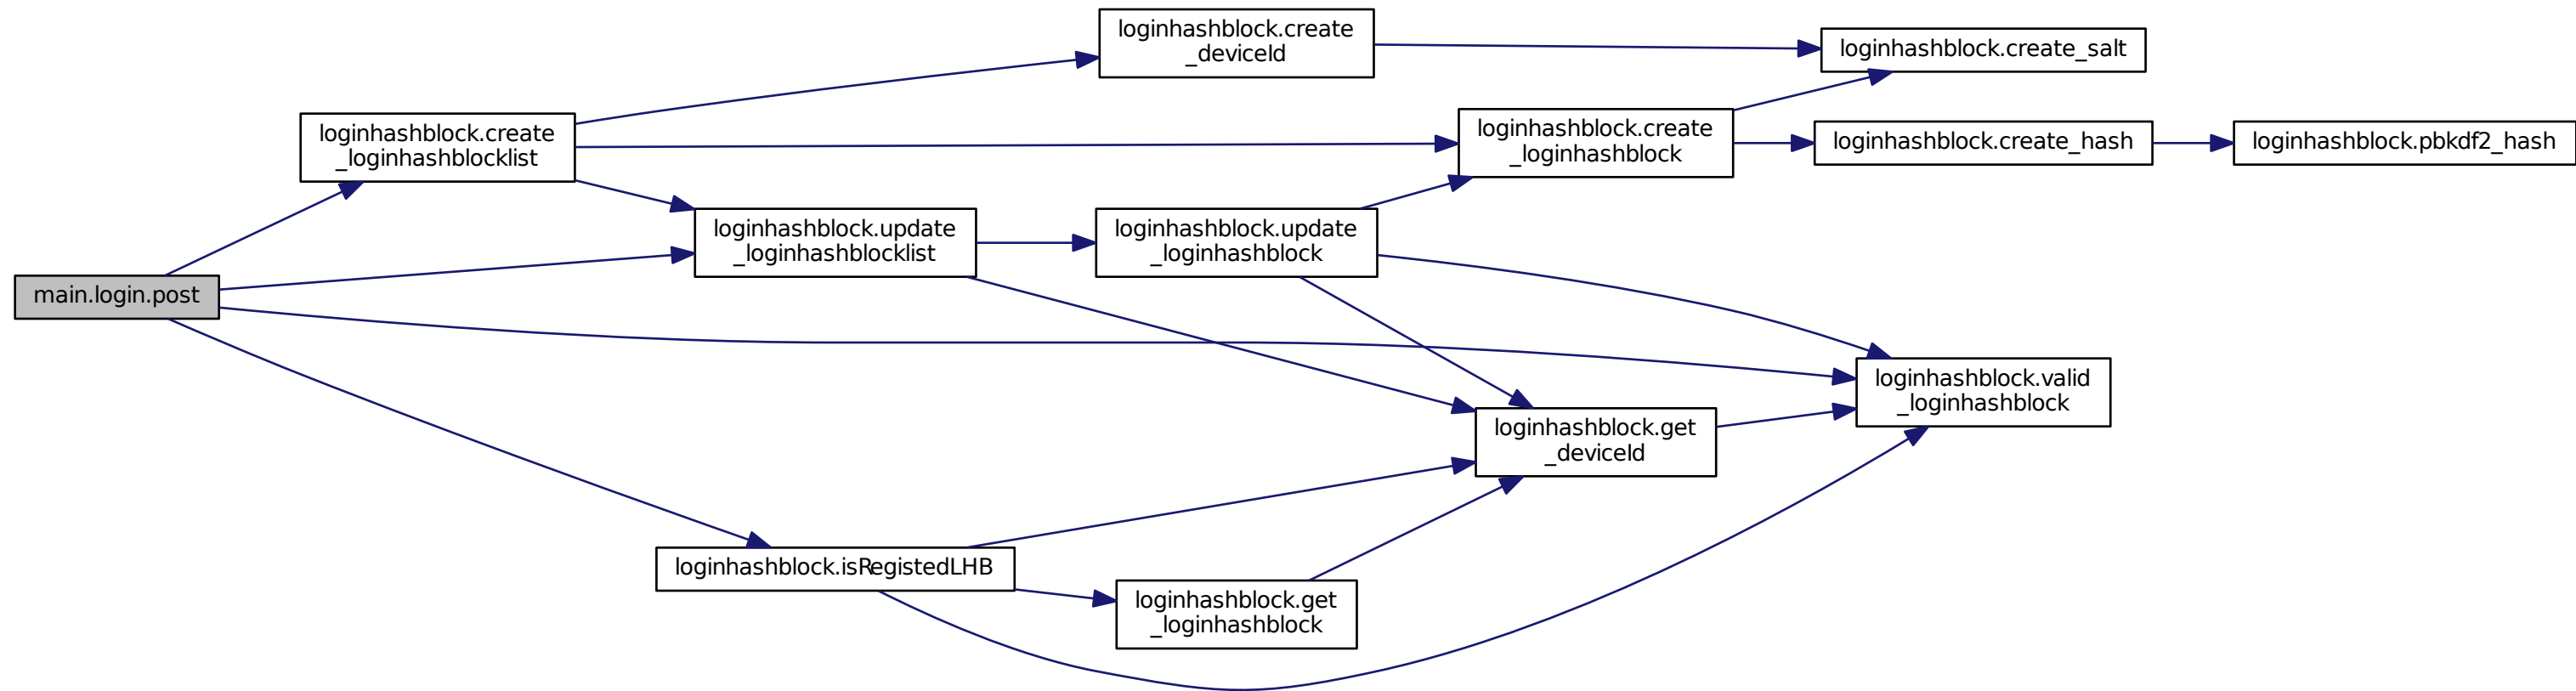 loginhashblock.create
_deviceId
loginhashblock.create_salt
loginhashblock.create
_loginhashblocklist
loginhashblock.create
_loginhashblock
loginhashblock.create_hash
loginhashblock.pbkdf2_hash
loginhashblock.update
_loginhashblocklist
loginhashblock.update
_loginhashblock
main.login.post
loginhashblock.valid
_loginhashblock
loginhashblock.get
_deviceId
loginhashblock.isRegistedLHB
loginhashblock.get
_loginhashblock